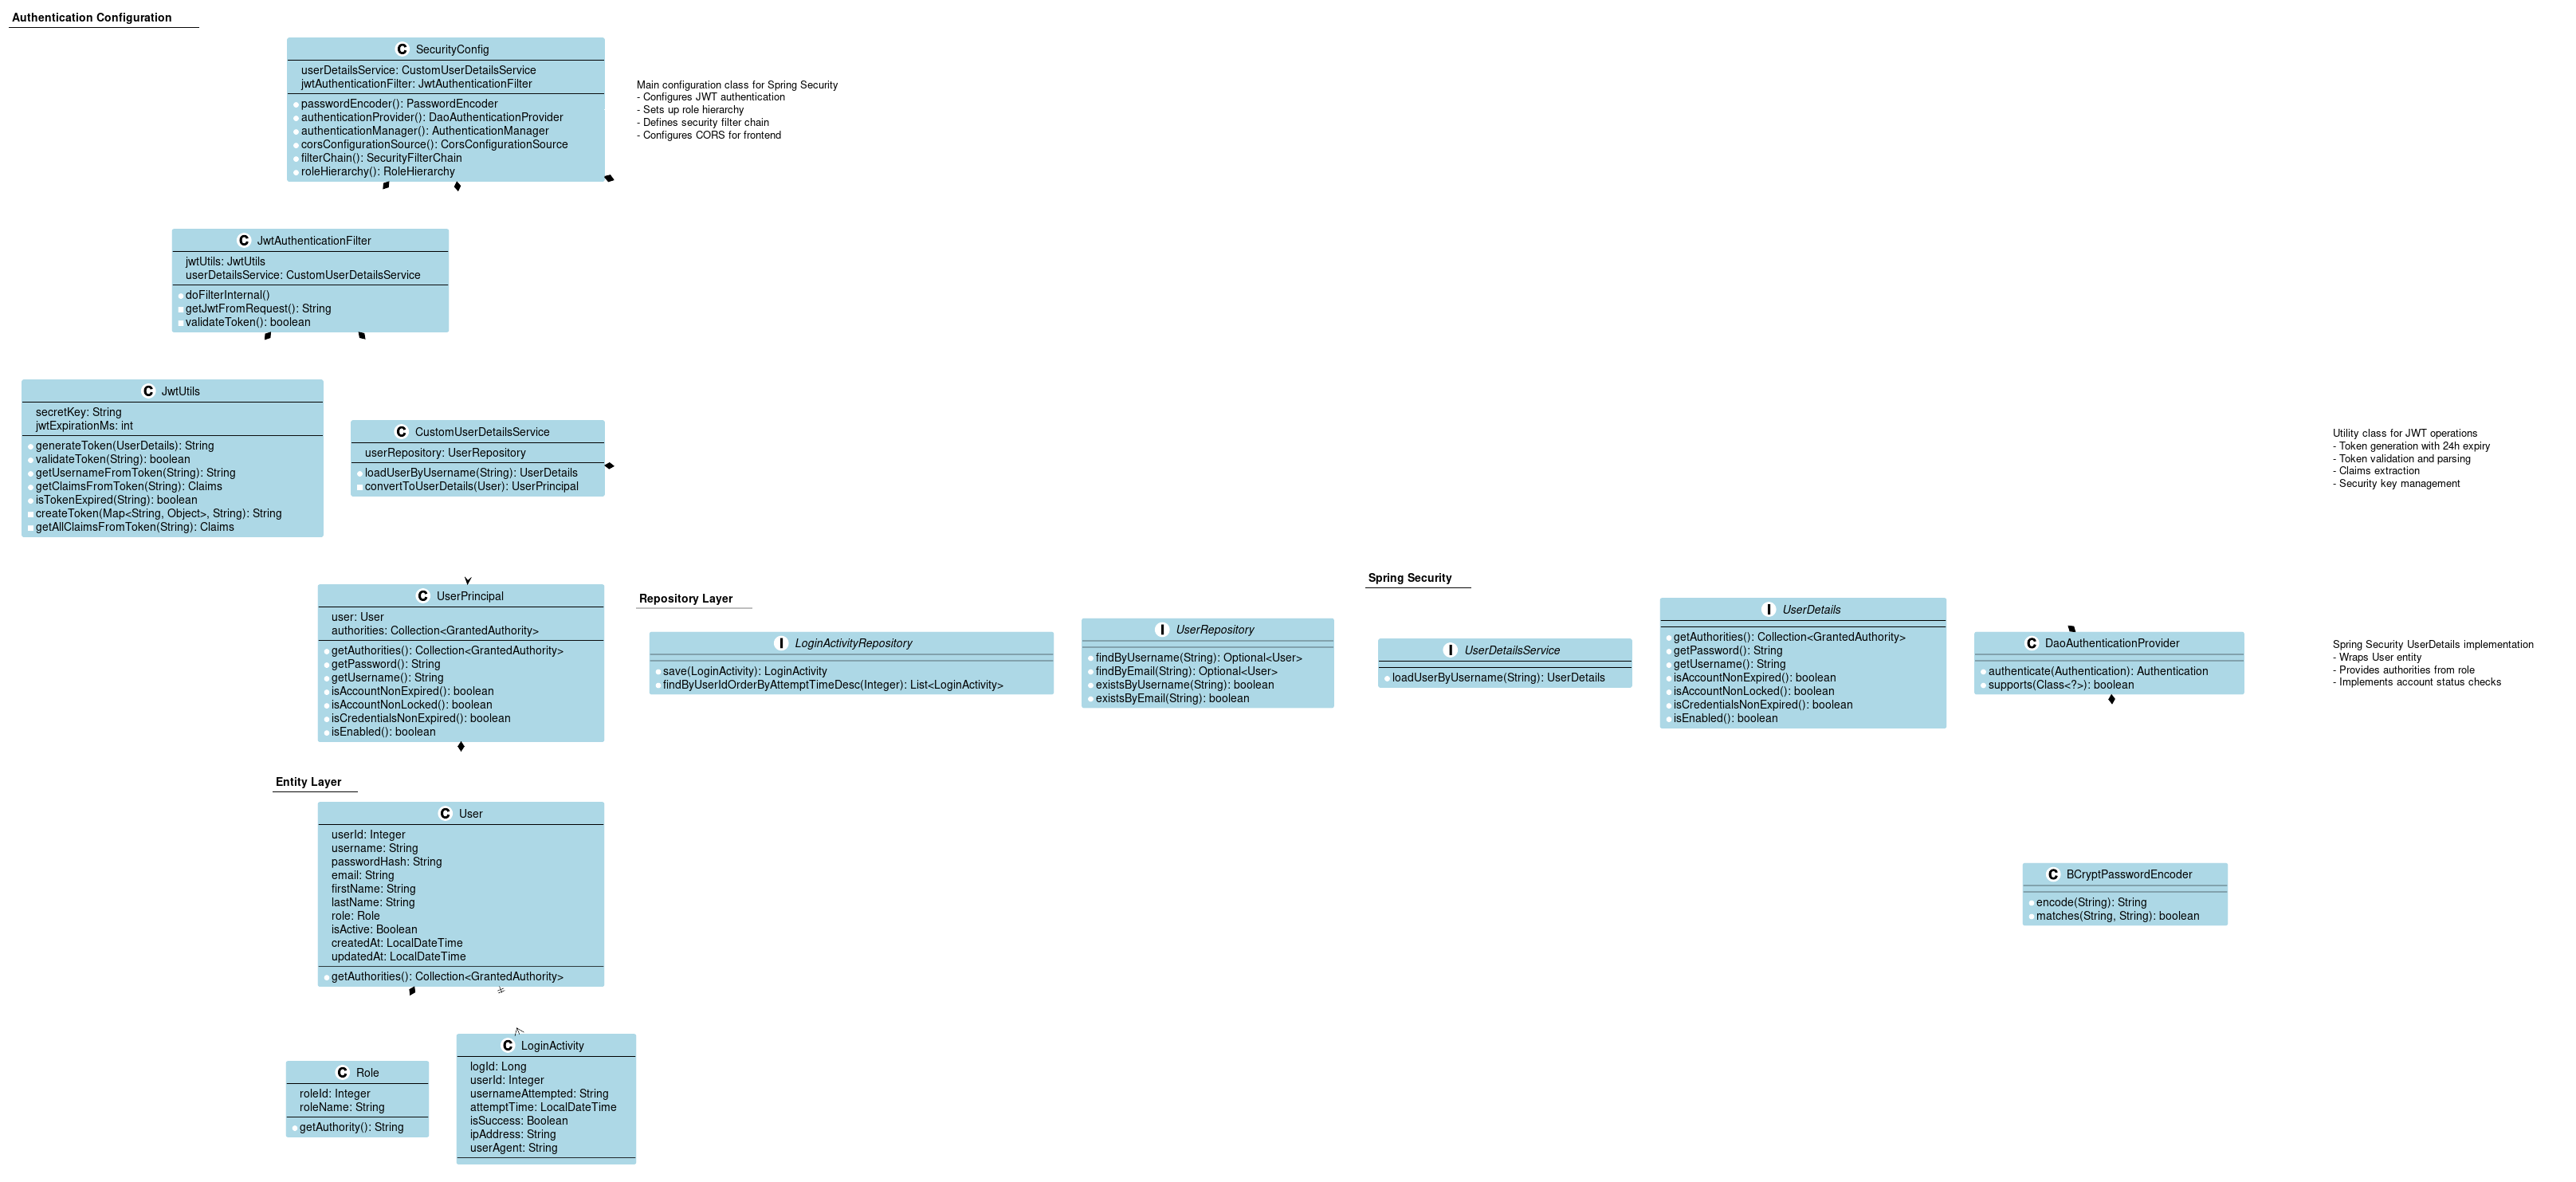 Authentication Configuration
C SecurityConfig
userDetailsService: CustomUserDetailsService
jwtAuthenticationFilter: JwtAuthenticationFilter
passwordEncoder(): PasswordEncoder
authenticationProvider(): DaoAuthenticationProvider
authenticationManager(): AuthenticationManager
corsConfigurationSource(): CorsConfigurationSource
filterChain(): SecurityFilterChain
roleHierarchy(): RoleHierarchy
Main configuration class for Spring Security
- Configures JWT authentication
- Sets up role hierarchy
- Defines security filter chain
- Configures CORS for frontend
C JwtAuthenticationFilter
jwtUtils: JwtUtils
userDetailsService: CustomUserDetailsService
doFilterInternal()
getJwtFromRequest(): String
validateToken(): boolean
C JwtUtils
secretKey: String
jwtExpirationMs: int
generateToken(UserDetails): String
validateToken(String): boolean
getUsernameFromToken(String): String
getClaimsFromToken(String): Claims
isTokenExpired(String): boolean
createToken(Map<String, Object>, String): String
getAllClaimsFromToken(String): Claims
C CustomUserDetailsService
userRepository: UserRepository
loadUserByUsername(String): UserDetails
convertToUserDetails(User): UserPrincipal
Utility class for JWT operations
- Token generation with 24h expiry
- Token validation and parsing
- Claims extraction
- Security key management
C UserPrincipal
user: User
authorities: Collection<GrantedAuthority>
getAuthorities(): Collection<GrantedAuthority>
getPassword(): String
getUsername(): String
isAccountNonExpired(): boolean
isAccountNonLocked(): boolean
isCredentialsNonExpired(): boolean
isEnabled(): boolean
Repository Layer
I LoginActivityRepository
save(LoginActivity): LoginActivity
findByUserIdOrderByAttemptTimeDesc(Integer): List<LoginActivity>
I UserRepository
findByUsername(String): Optional<User>
findByEmail(String): Optional<User>
existsByUsername(String): boolean
existsByEmail(String): boolean
Spring Security
I UserDetailsService
loadUserByUsername(String): UserDetails
I UserDetails
getAuthorities(): Collection<GrantedAuthority>
getPassword(): String
getUsername(): String
isAccountNonExpired(): boolean
isAccountNonLocked(): boolean
isCredentialsNonExpired(): boolean
isEnabled(): boolean
C DaoAuthenticationProvider
authenticate(Authentication): Authentication
supports(Class<?>): boolean
Spring Security UserDetails implementation
- Wraps User entity
- Provides authorities from role
- Implements account status checks
Entity Layer
C User
userId: Integer
username: String
passwordHash: String
email: String
firstName: String
lastName: String
role: Role
isActive: Boolean
createdAt: LocalDateTime
updatedAt: LocalDateTime
getAuthorities(): Collection<GrantedAuthority>
C BCryptPasswordEncoder
encode(String): String
matches(String, String): boolean
C Role
roleId: Integer
roleName: String
getAuthority(): String
C LoginActivity
logId: Long
userId: Integer
usernameAttempted: String
attemptTime: LocalDateTime
isSuccess: Boolean
ipAddress: String
userAgent: String